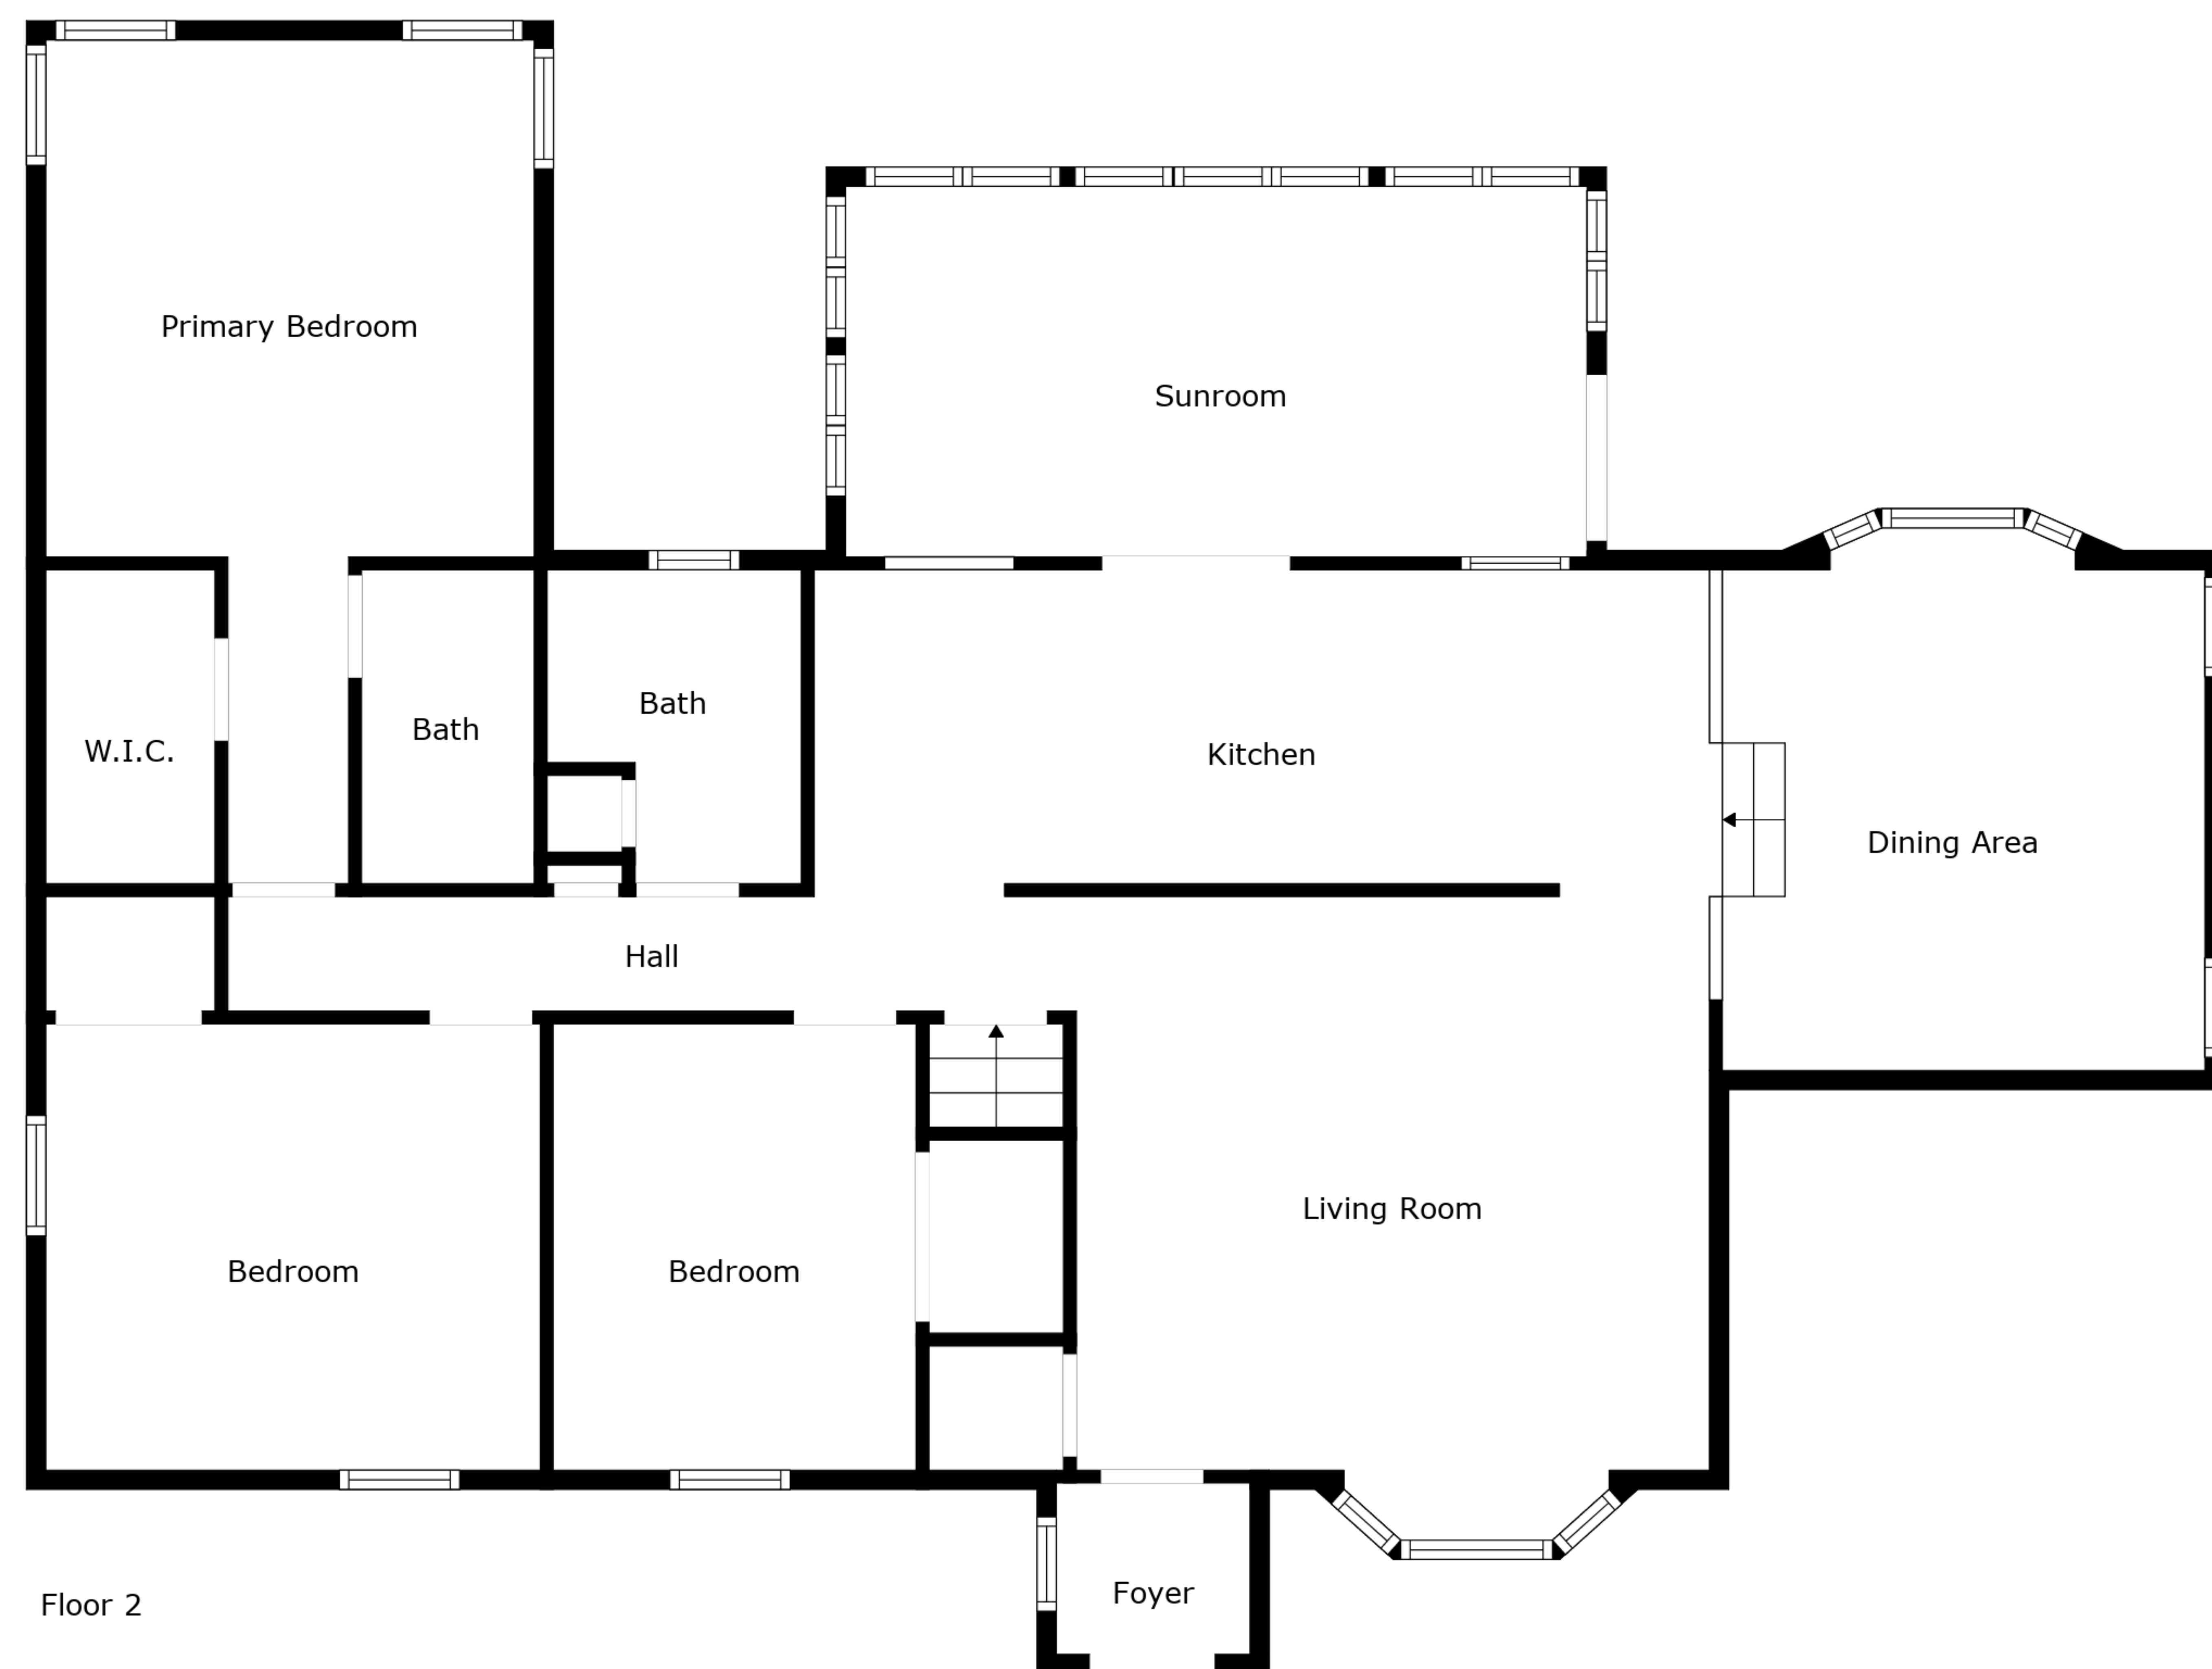 Primary Bedroom
Sunroom
W.I.C.
Bath
Bath
Kitchen
Dining Area
Hall
Living Room
Bedroom
Bedroom
Foyer
Floor 2